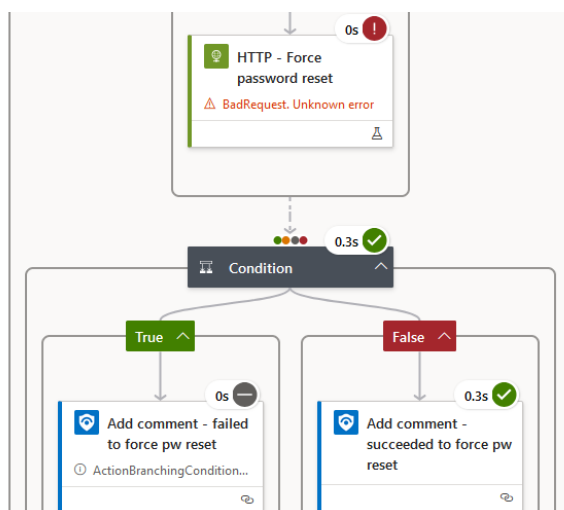 0s
HTTP - Force
password reset
BadRequest. Unknown error
0.3s
Condition
True
False
0s
0.3s
Add comment - failed
to force pw reset
ActionBranchingCondition...
Add comment -
succeeded to force pw
reset